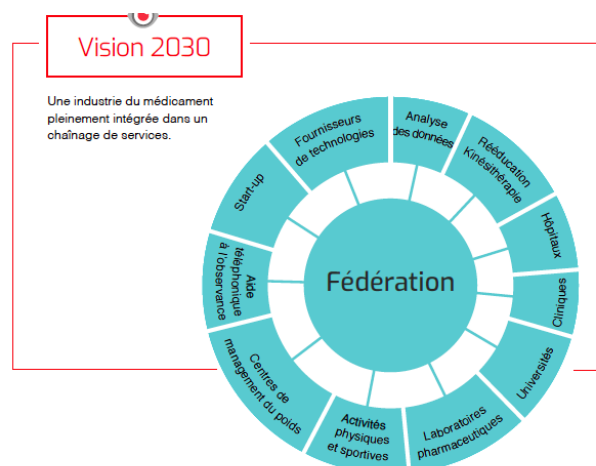 Vision 2030
Une industrie du médicament
pleinement intégrée dans un
chaînage de services.
Fournisseurs
de technologies
Analyse
des données
Rééducation
Kinésithérapie
Hôpitaux
Cliniques
Universités
Laboratoires
pharmaceutiques
Activités
physiques
et sportives
Centres de
management du poids
Aide
téléphonique
à l'observance
Start-up
Fédération